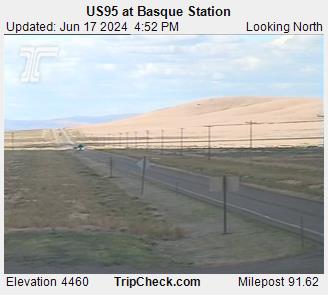 US95 at Basque Station
Updated: Jun 17 2024 4:52 PM Looking North
Elevation 4460 TripCheck.com Milepost 91.62